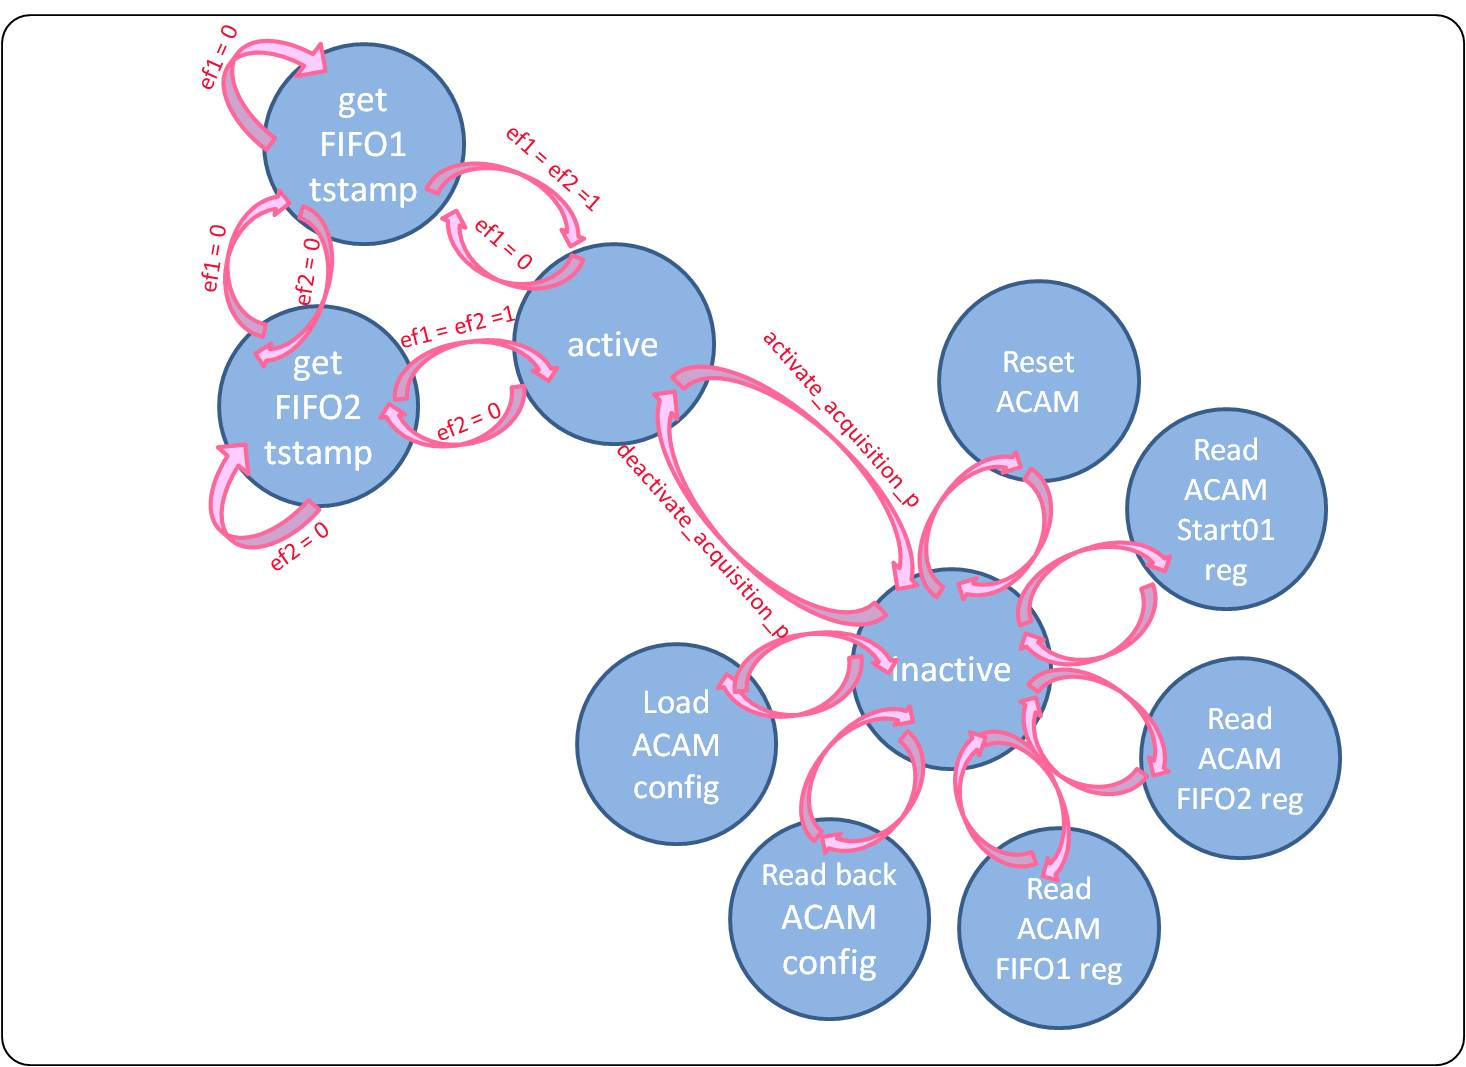 ef1 = 0
get
FIFO1
tstamp
ef1 = ef2 =1
ef1 = 0
ef1 = 0
ef2 = 0
get
FIFO2
tstamp
ef1 = ef2 =1
ef2 = 0
ef2 = 0
active
activate_acquisition_p
deactivate_acquisition_p
Reset
ACAM
Read
ACAM
Start01
reg
inactive
Load
ACAM
config
Read
ACAM
FIFO2 reg
Read back
ACAM
config
Read
ACAM
FIFO1 reg